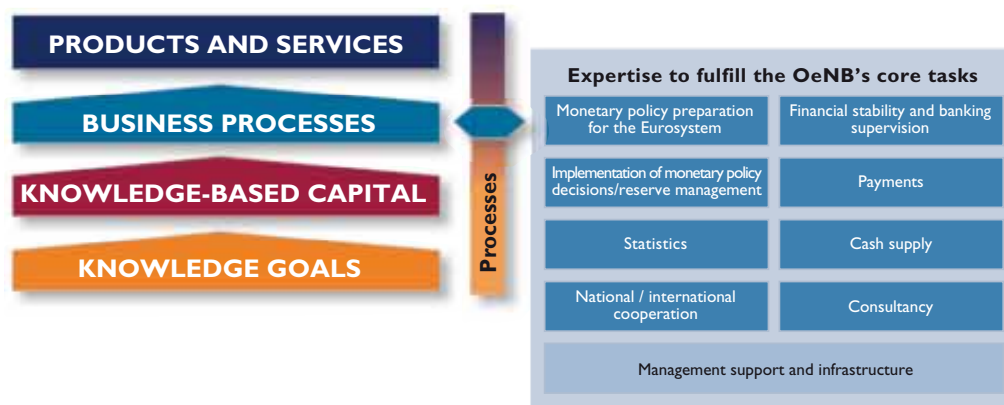 PRODUCTS AND SERVICES
BUSINESS PROCESSES
KNOWLEDGE-BASED CAPITAL
KNOWLEDGE GOALS
Processes
Expertise to fulfill the OeNB’s core tasks
Monetary policy preparation
for the Eurosystem
Financial stability and banking
supervision
Implementation of monetary policy
decisions/reserve management
Payments
Statistics
Cash supply
National / international
cooperation
Consultancy
Management support and infrastructure